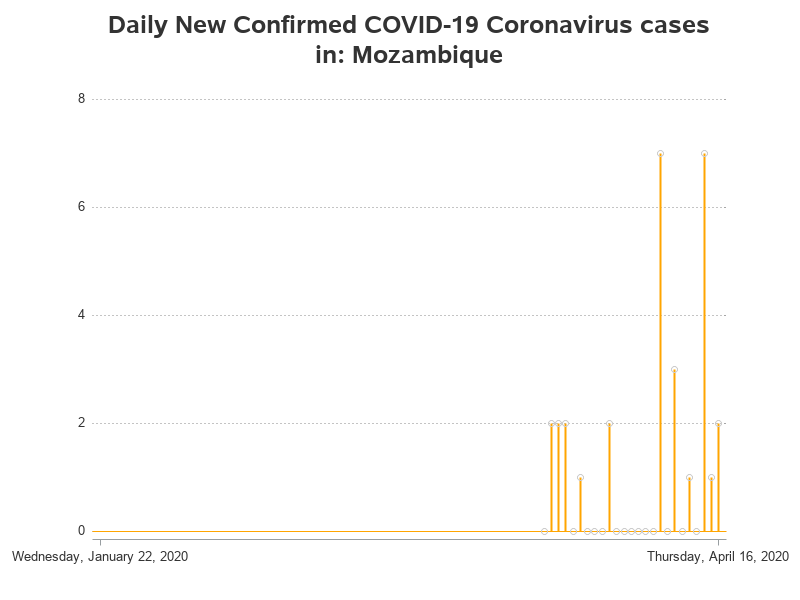 Daily New Confirmed COVID-19 Coronavirus cases
in: Mozambique
8
6
4
2
0
Wednesday, January 22, 2020
Thursday, April 16, 2020